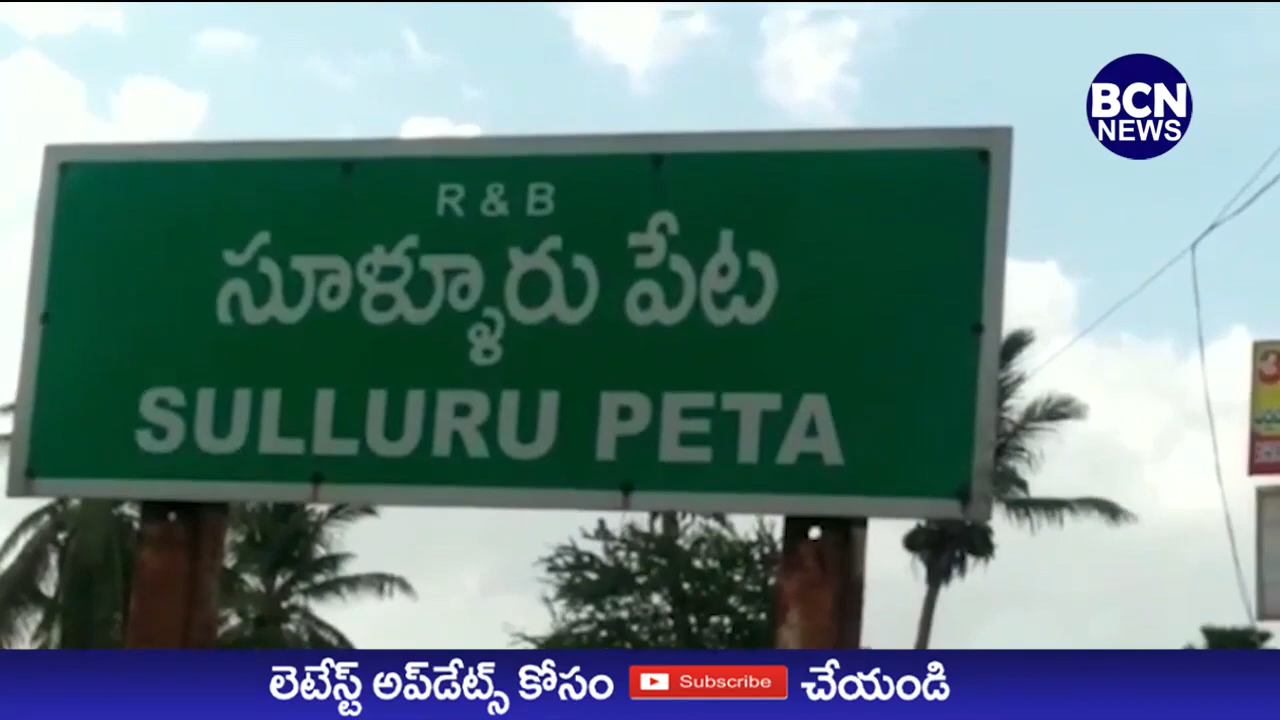 BCN
NEWS
R & B
సూళ్ళూరు పేట
SULLURU PETA
లెటేస్ట్ అప్‌డేట్స్ కోసం Subscribe చేయండి